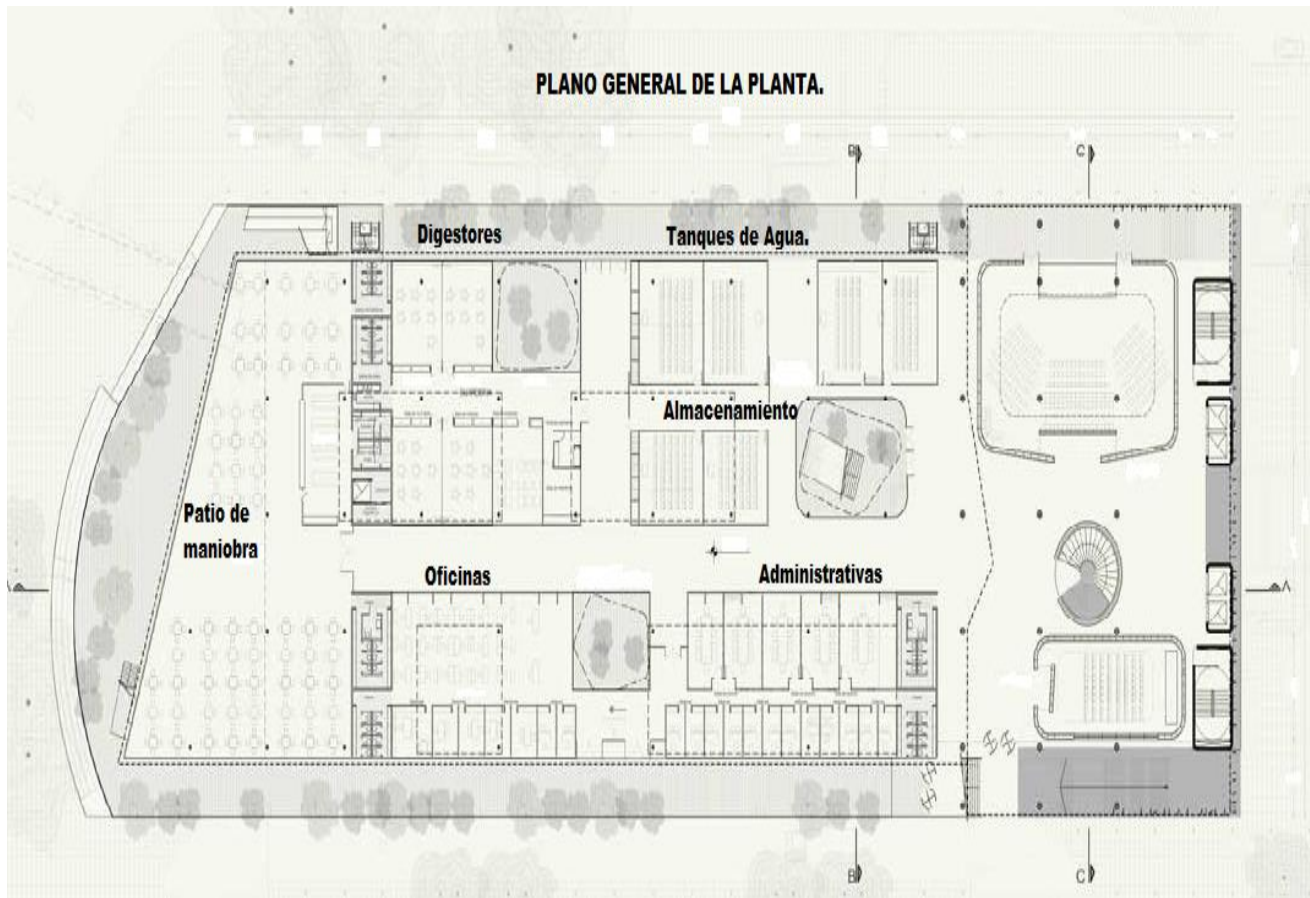 PLANO GENERAL DE LA PLANTA.
B
C
Digestores
Tanques de Agua.
Almacenamiento
Patio de
maniobra
Oficinas
Administrativas
A
A
B
C